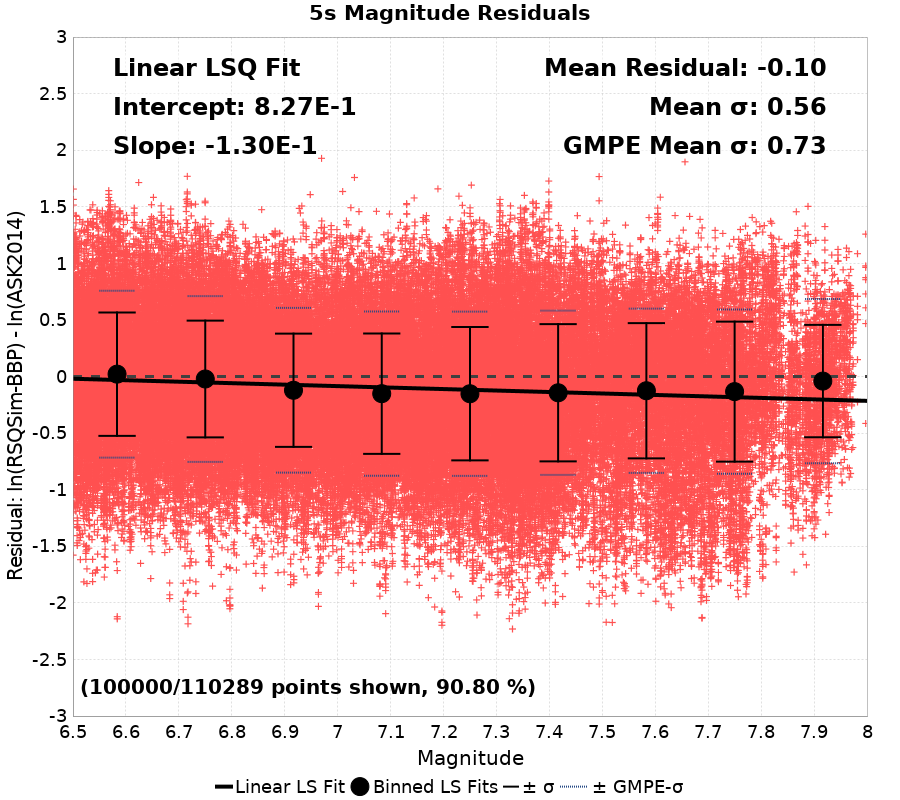 5s Magnitude Residuals
Linear LSQ Fit
Intercept: 8.27E-1
Slope: -1.30E-1
Mean Residual: -0.10
Mean σ: 0.56
GMPE Mean σ: 0.73
3
2.5
2
1.5
1
0.5
0
-0.5
-1
-1.5
-2
-2.5
-3
Residual: ln(RSQSim-BBP) - ln(ASK2014)
(100000/110289 points shown, 90.80 %)
6.5 6.6 6.7 6.8 6.9 7 7.1 7.2 7.3 7.4 7.5 7.6 7.7 7.8 7.9 8
Magnitude
Linear LS Fit Binned LS Fits ± σ ± GMPE-σ